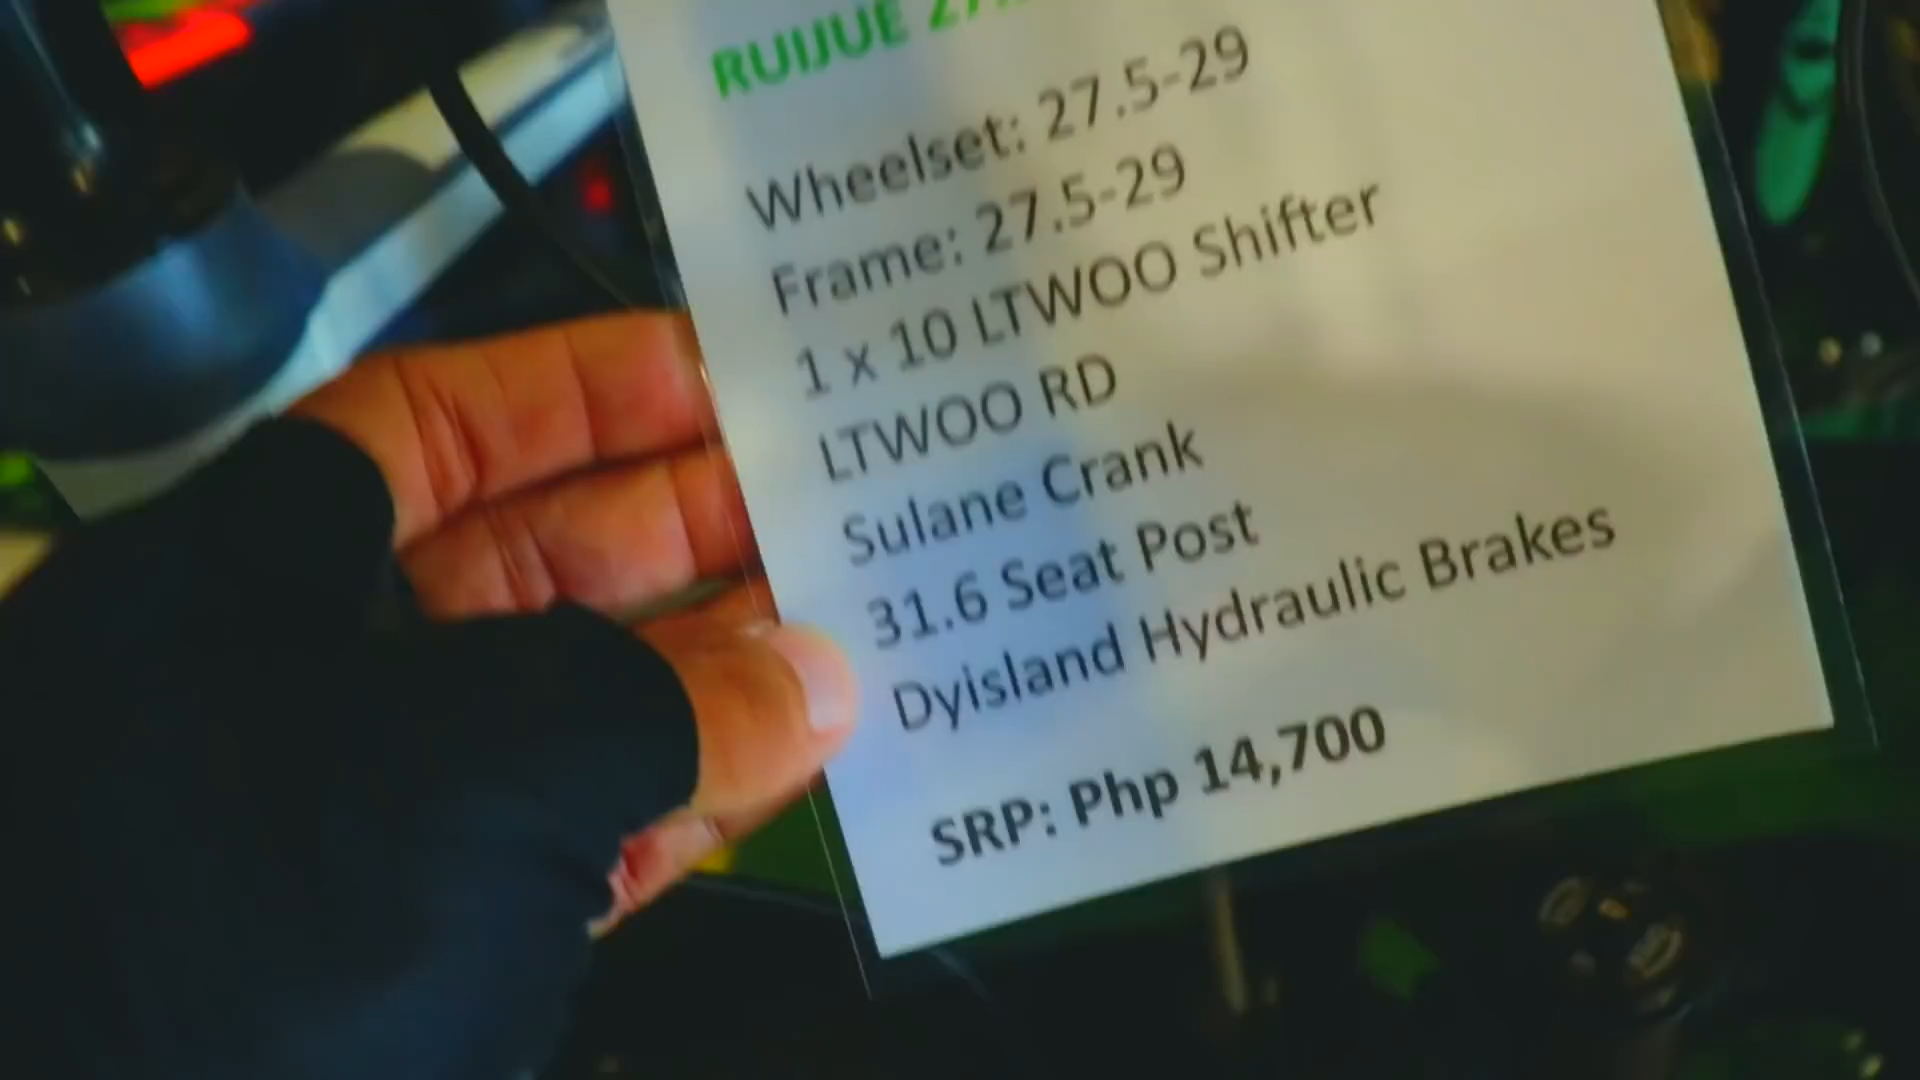 RUIJUE
Wheelset: 27.5-29
Frame: 27.5-29
1 x 10 LTWOO Shifter
LTWOO RD
Sulane Crank
31.6 Seat Post
Dyisland Hydraulic Brakes
SRP: Php 14,700